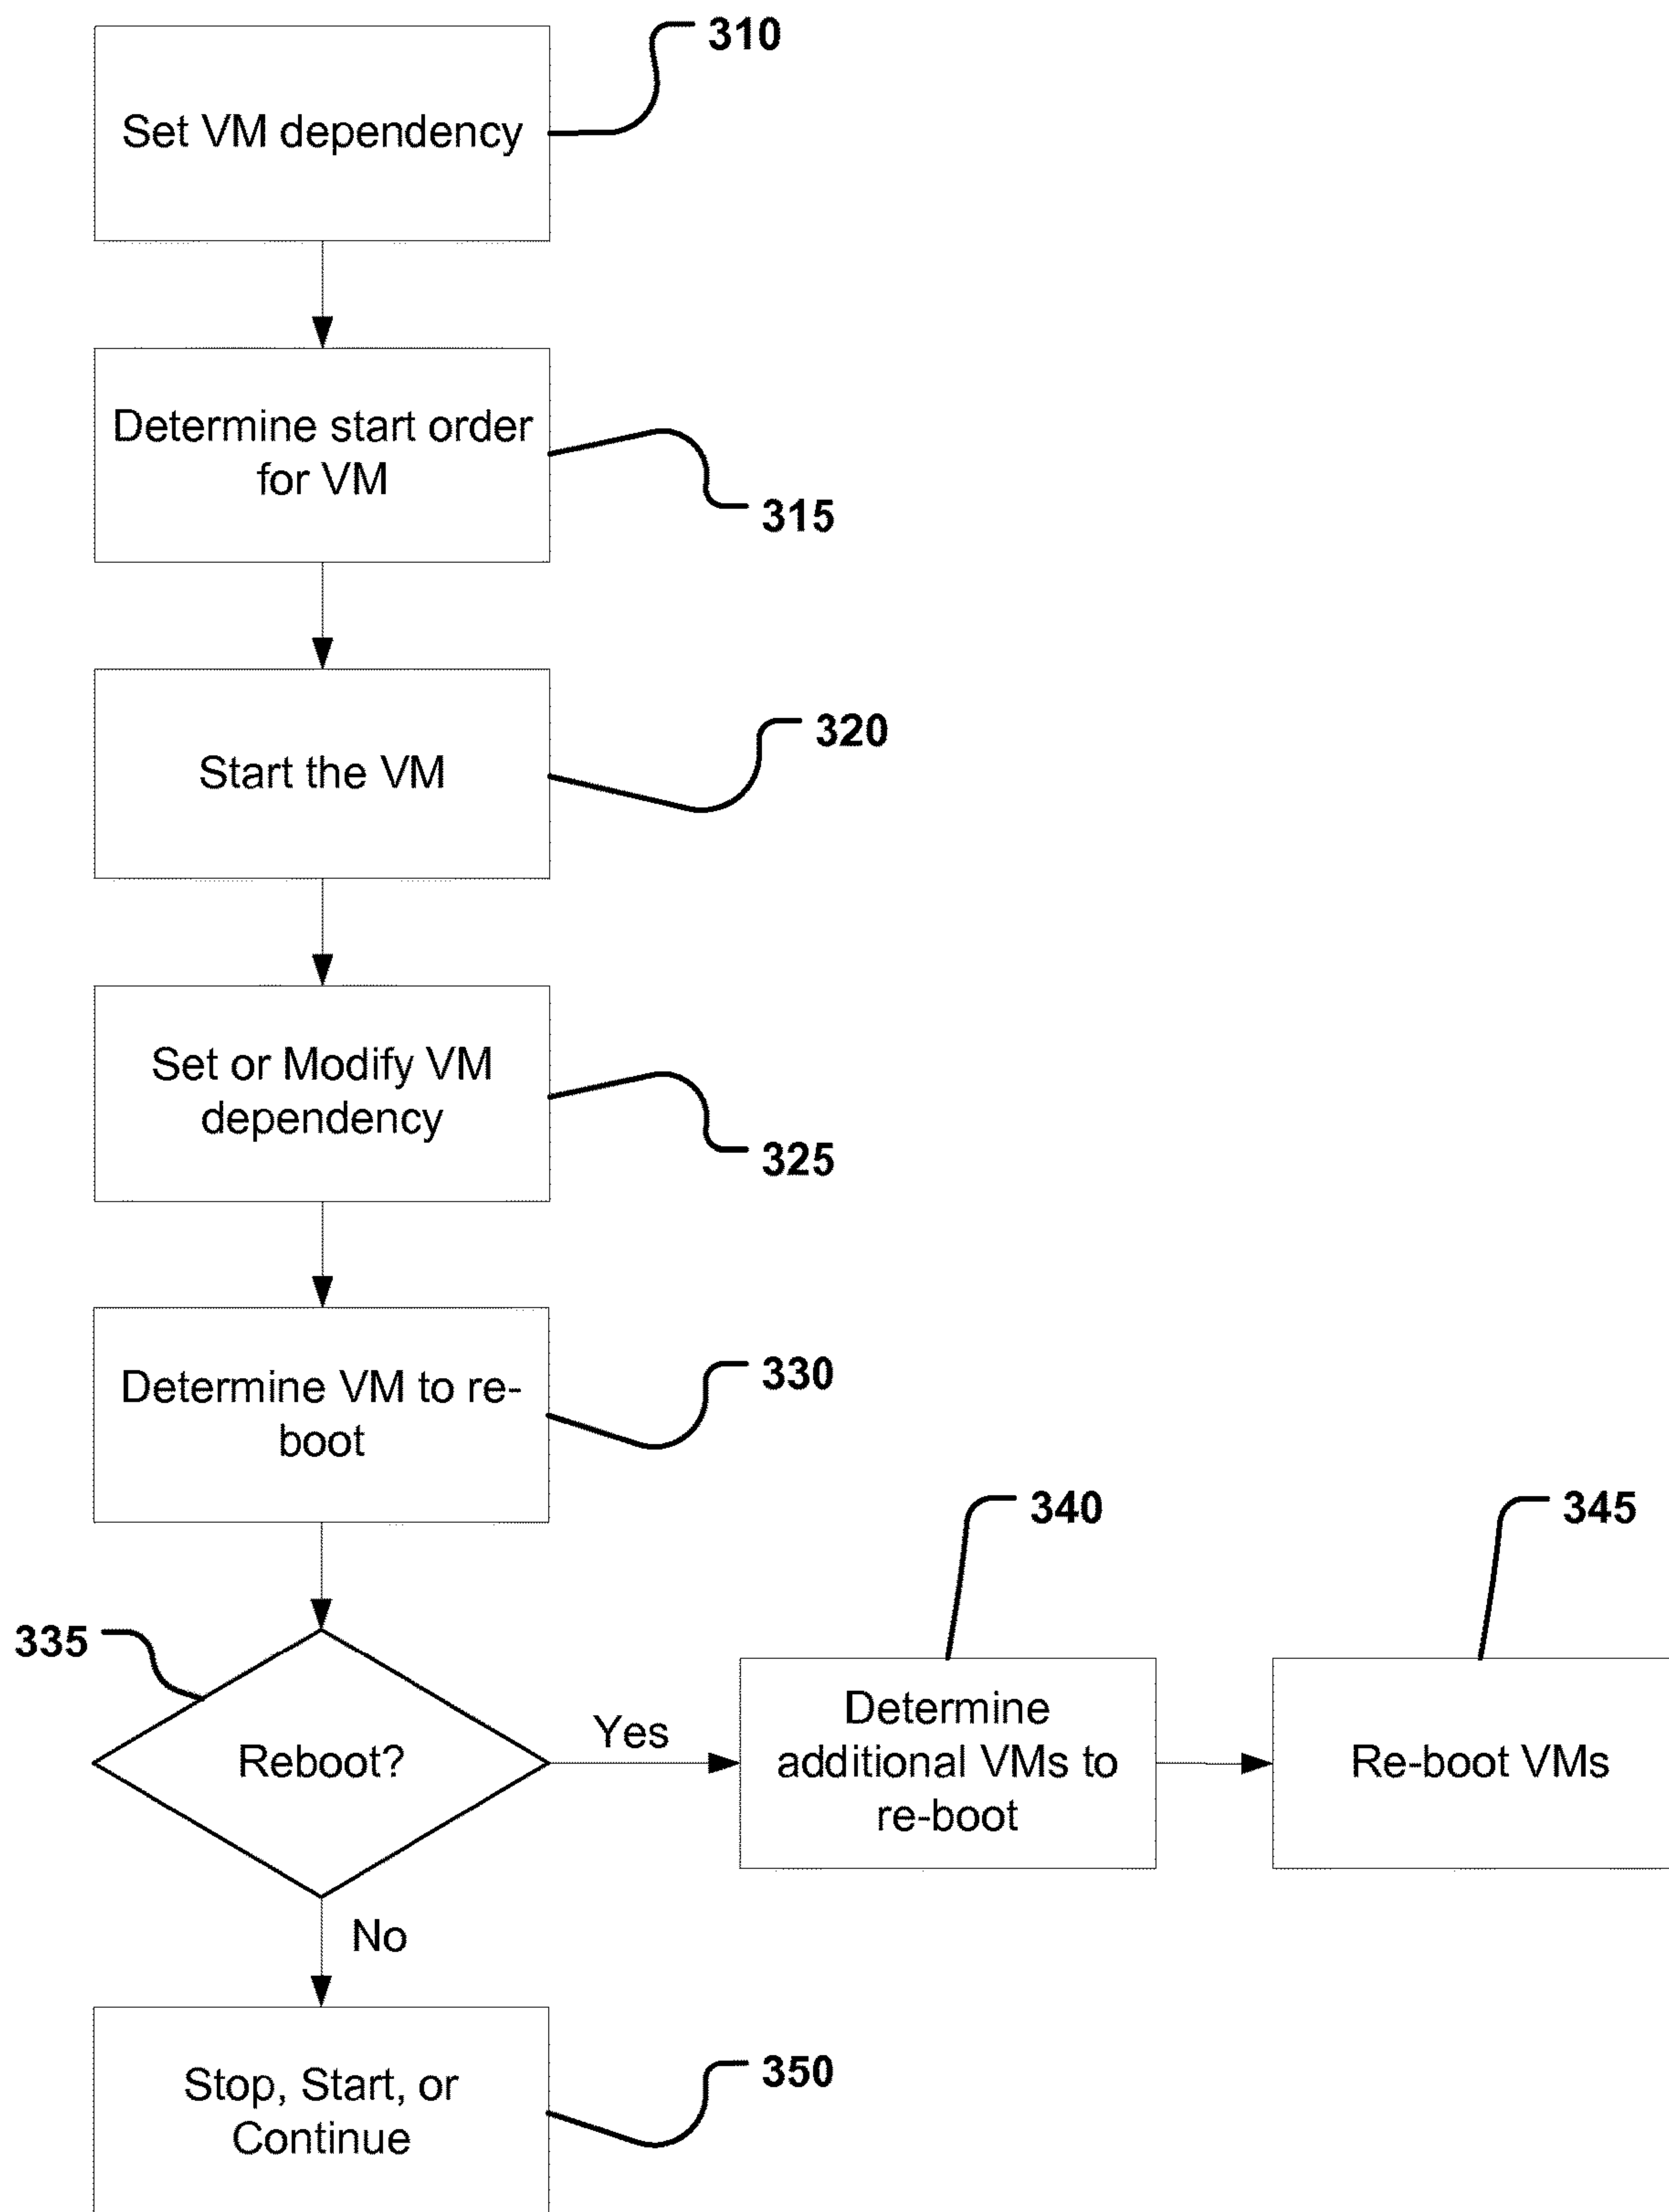 310
Set VM dependency
Determine start order
for VM
315
320
Start the VM
Set or Modify VM
dependency
325
330
Determine VM to re-
boot
340
345
335
Reboot?
Yes
Determine
additional VMs to
re-boot
Re-boot VMs
No
Stop, Start, or
Continue
350